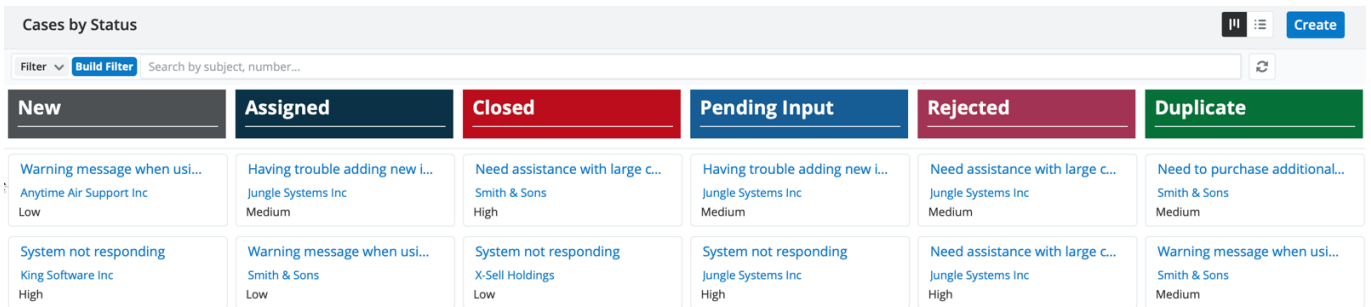 Cases by Status
Create
Filter Build Filter Search by subject, number...
New Assigned Closed Pending Input Rejected Duplicate
Warning message when usi... Having trouble adding new i... Need assistance with large c... Having trouble adding new i... Need assistance with large c... Need to purchase additional...
Anytime Air Support Inc Jungle Systems Inc Smith & Sons Jungle Systems Inc Jungle Systems Inc Smith & Sons
Low Medium High Medium Medium Medium
System not responding Warning message when usi... System not responding System not responding Need assistance with large c... Warning message when usi...
King Software Inc Smith & Sons X-Sell Holdings Jungle Systems Inc Jungle Systems Inc Smith & Sons
High Low Low High High Medium